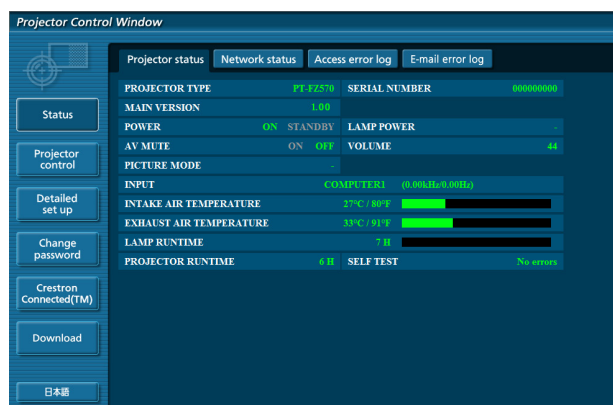 Projector Control Window
Projector status Network status Access error log E-mail error log
PROJECTOR TYPE PT-FZ570 SERIAL NUMBER 000000000
MAIN VERSION 1.00
Status
POWER ON STANDBY LAMP POWER -
AV MUTE ON OFF VOLUME 44
Projector
control
PICTURE MODE -
INPUT COMPUTER1 (0.00kHz/0.00Hz)
Detailed
set up
INTAKE AIR TEMPERATURE 27°C / 80°F
EXHAUST AIR TEMPERATURE 33°C / 91°F
Change
password
LAMP RUNTIME 7 H
PROJECTOR RUNTIME 6 H SELF TEST No errors
Crestron
Connected(TM)
Download
日本語